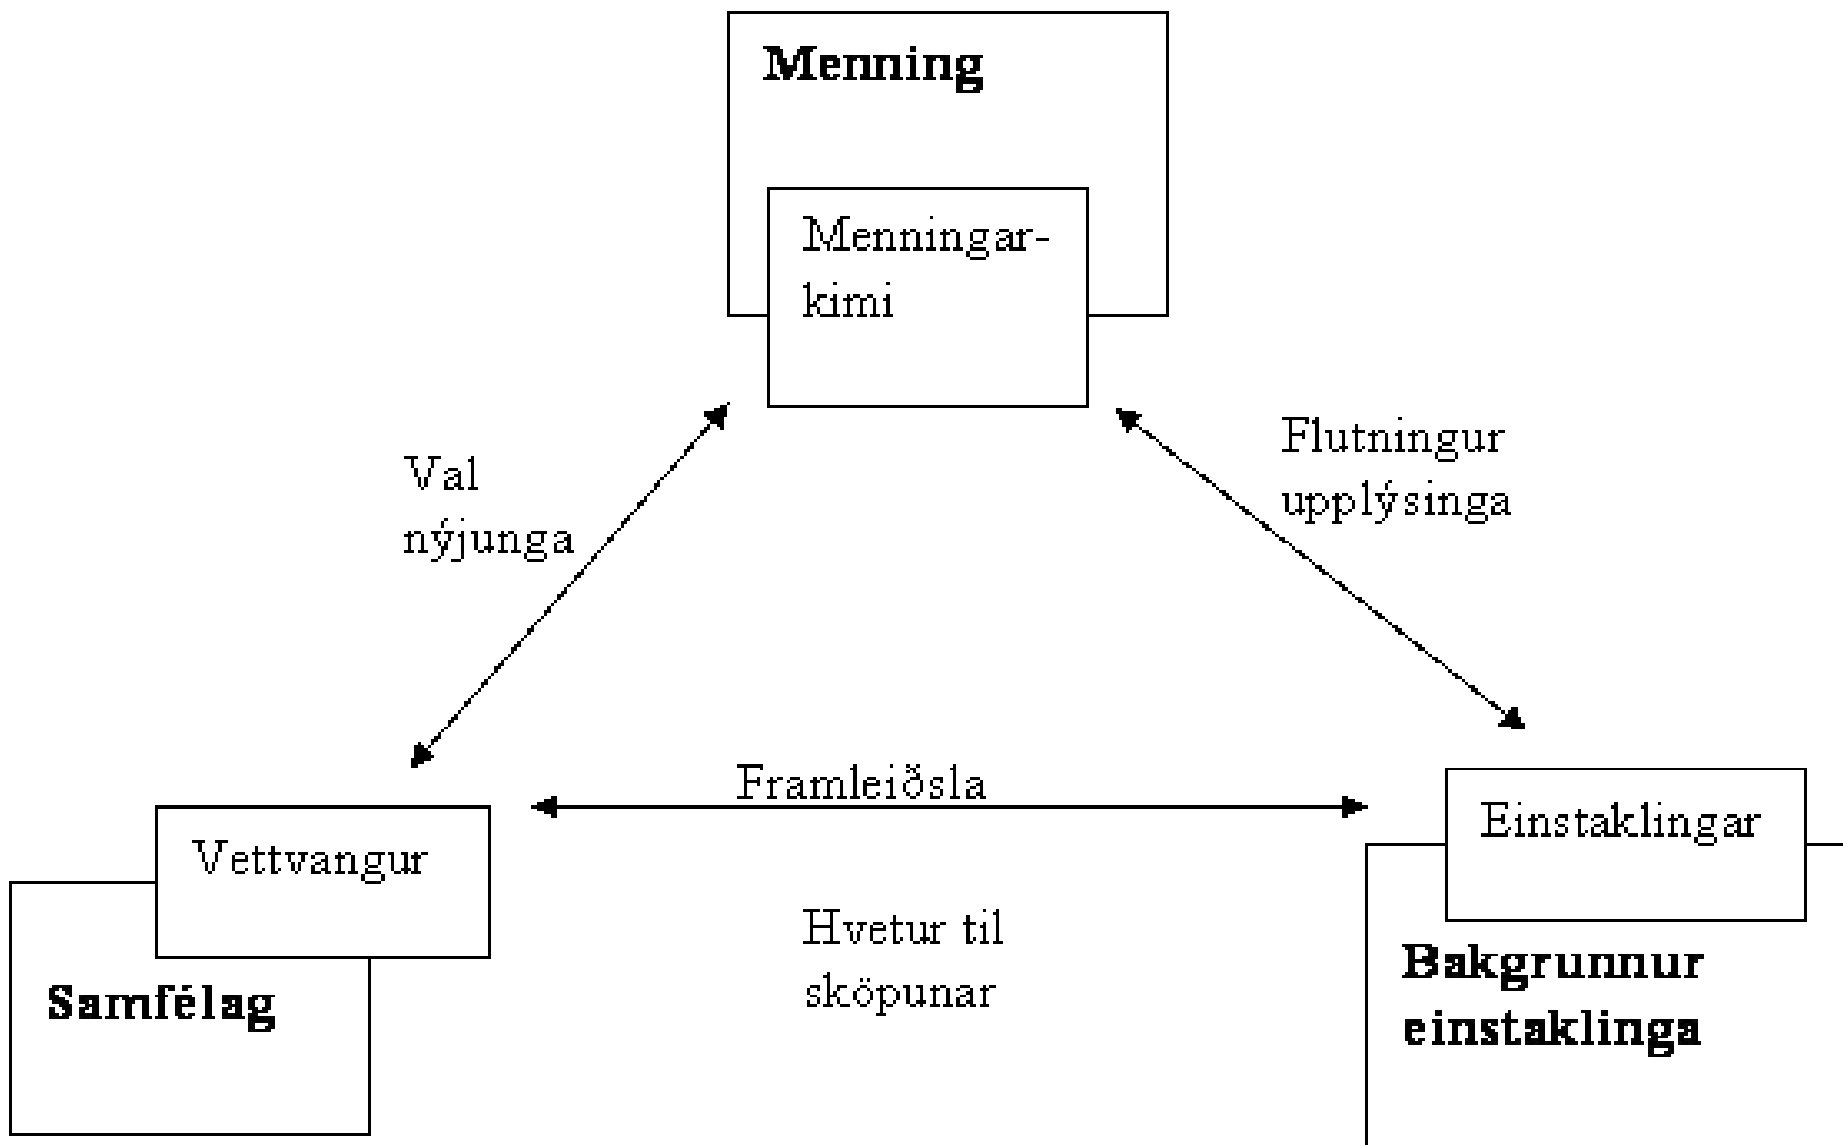 Menning
Menningar-
kimi
Val
nýjunga
Flutningur
upplýsinga
Framleiðsla
Vettvangur
Samfélag
Hvetur til
sköpunar
Einstaklingar
Bakgrunnur
einstaklinga